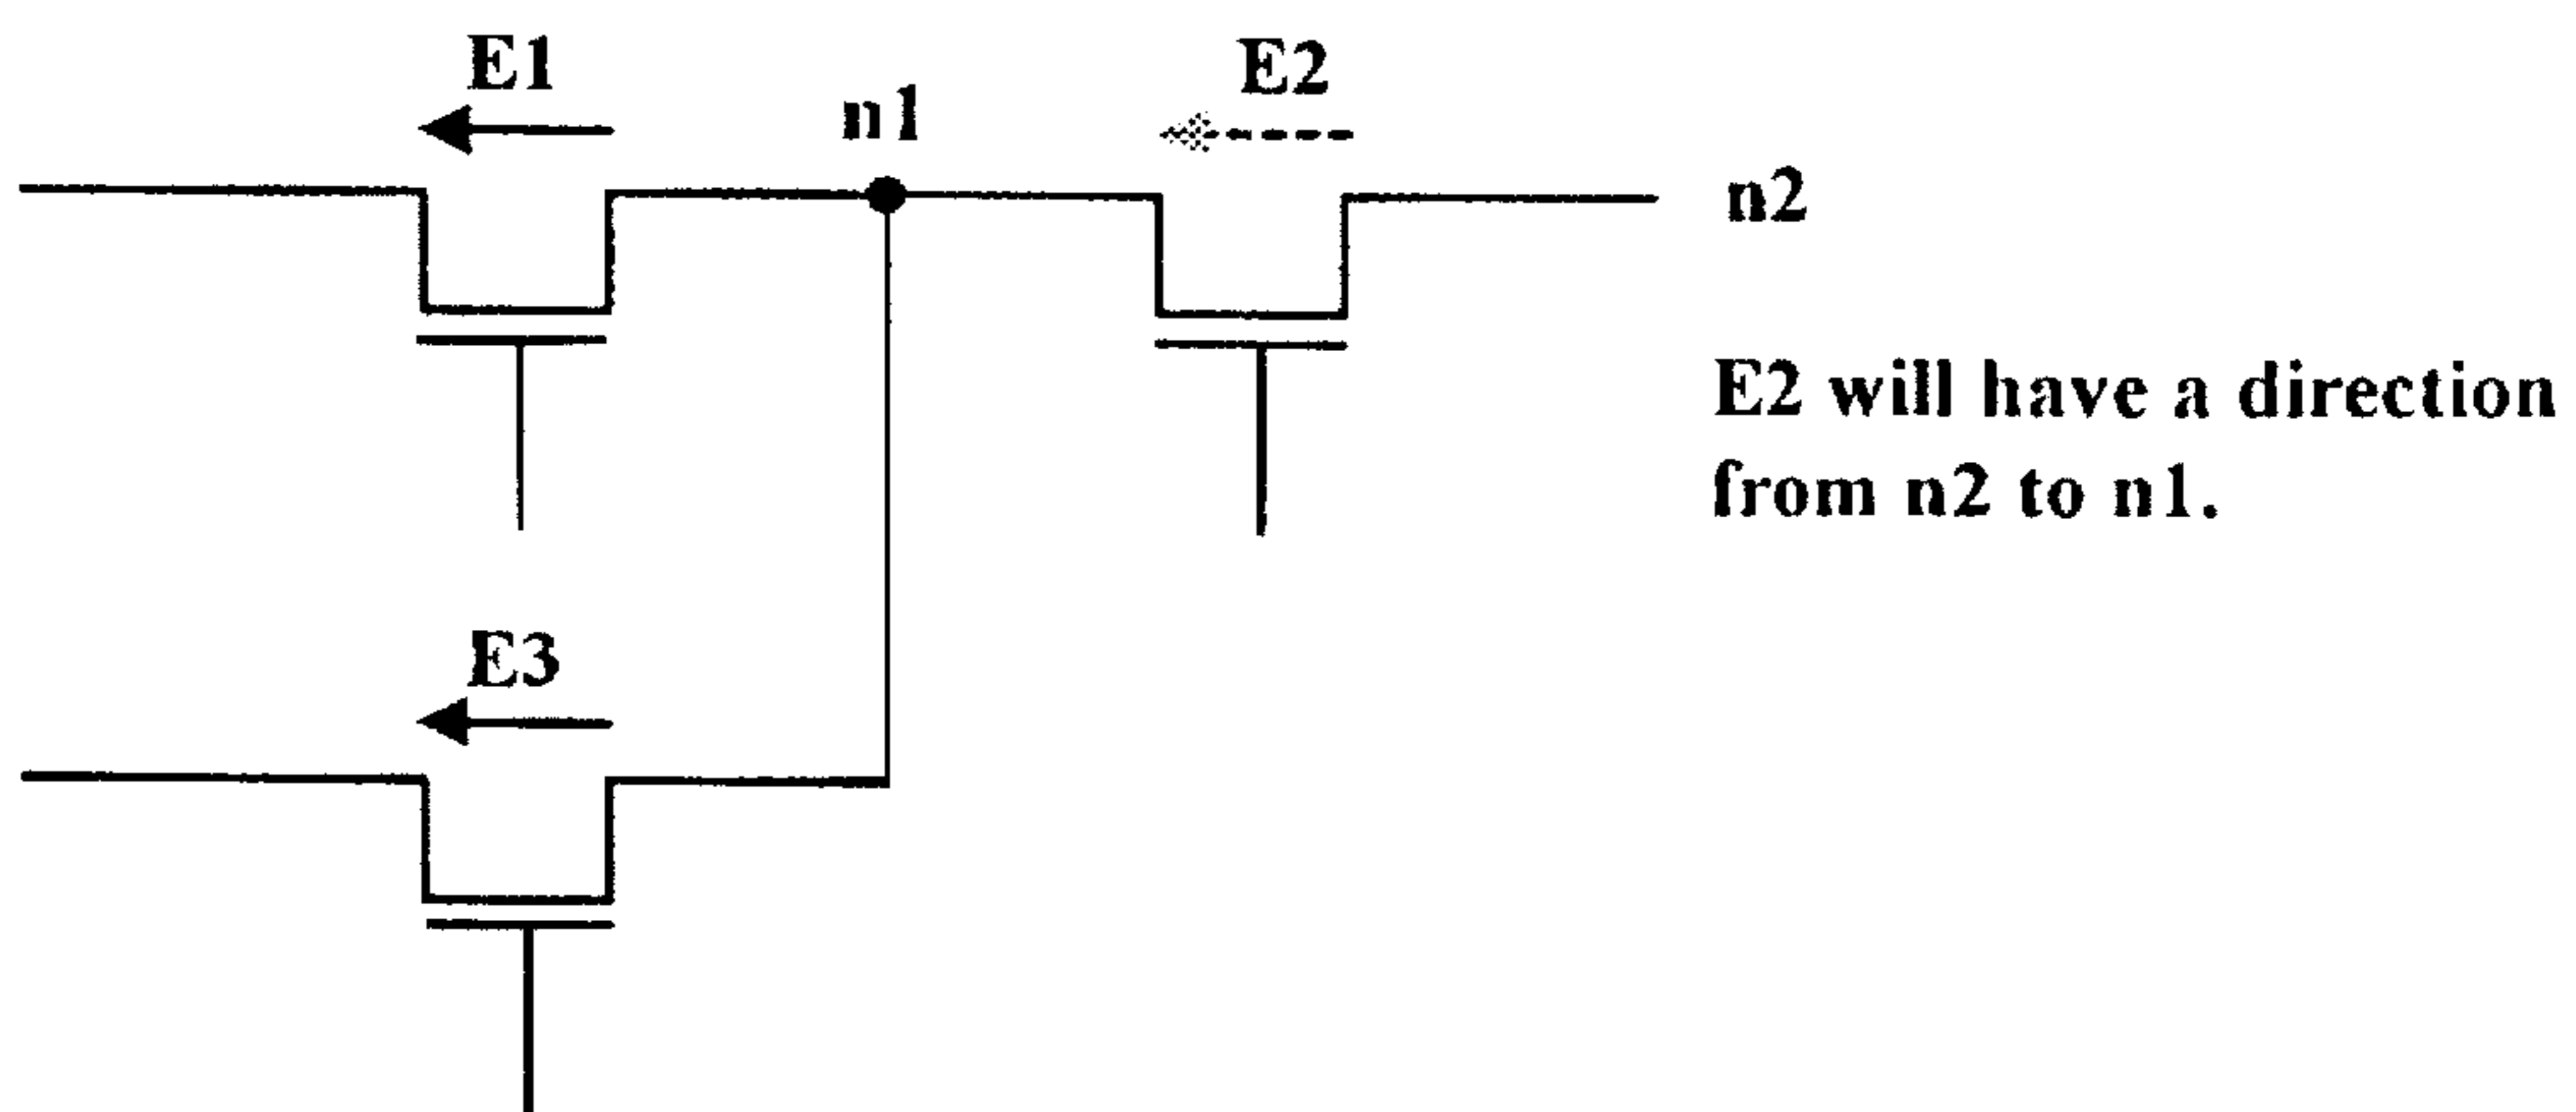 E1
n1
E2
n2
E2 will have a direction
from n2 to n1.
E3